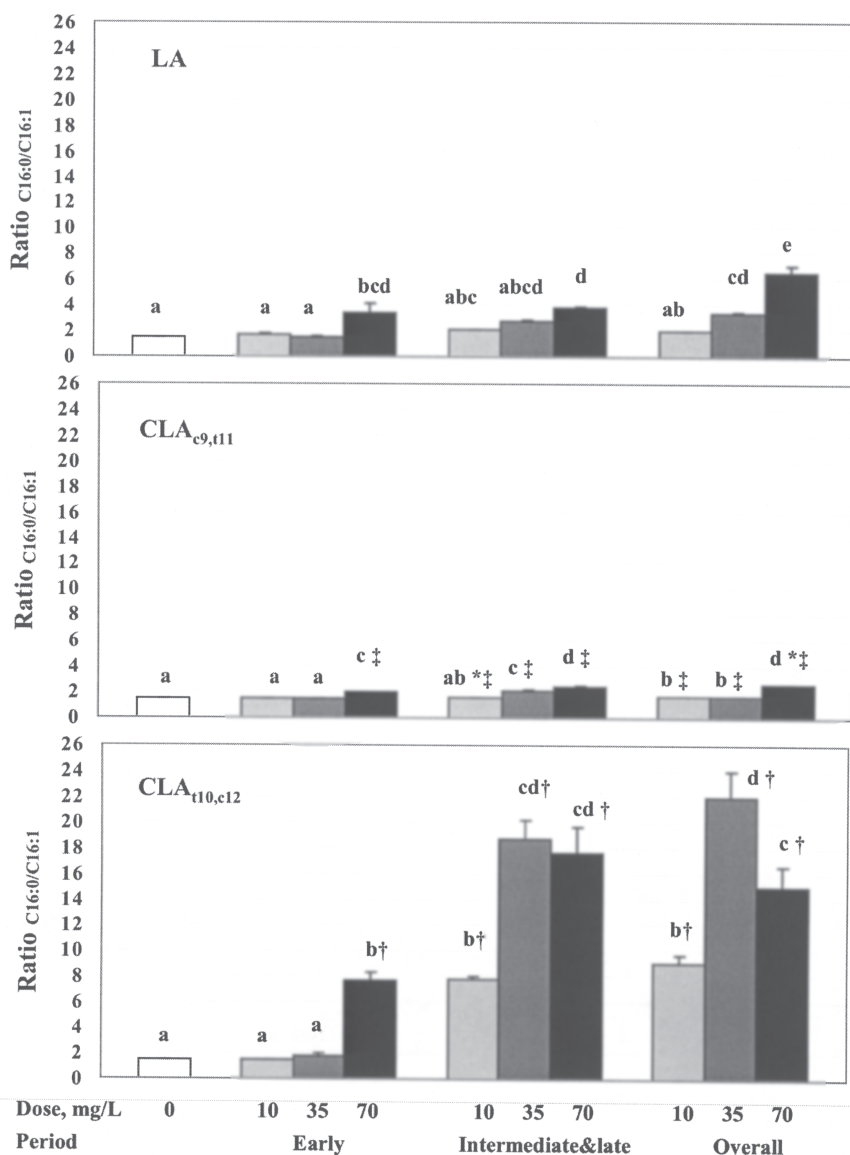 26
24
22
20
18
16
14
12
10
8
6
4
2
0
Ratio C16:0/C16:1
LA
a
a
a
bcd
abc
abcd
d
ab
cd
e
26
24
22
20
18
16
14
12
10
8
6
4
2
0
Ratio C16:0/C16:1
CLAc9,t11
a
a
a
c ‡
ab *‡
c ‡
d ‡
b ‡
b ‡
d *‡
26
24
22
20
18
16
14
12
10
8
6
4
2
0
Ratio C16:0/C16:1
CLAt10,c12
a
a
a
b†
b†
cd†
cd †
b†
d †
c †
Dose, mg/L 0 10 35 70 10 35 70 10 35 70
Period Early Intermediate&late Overall